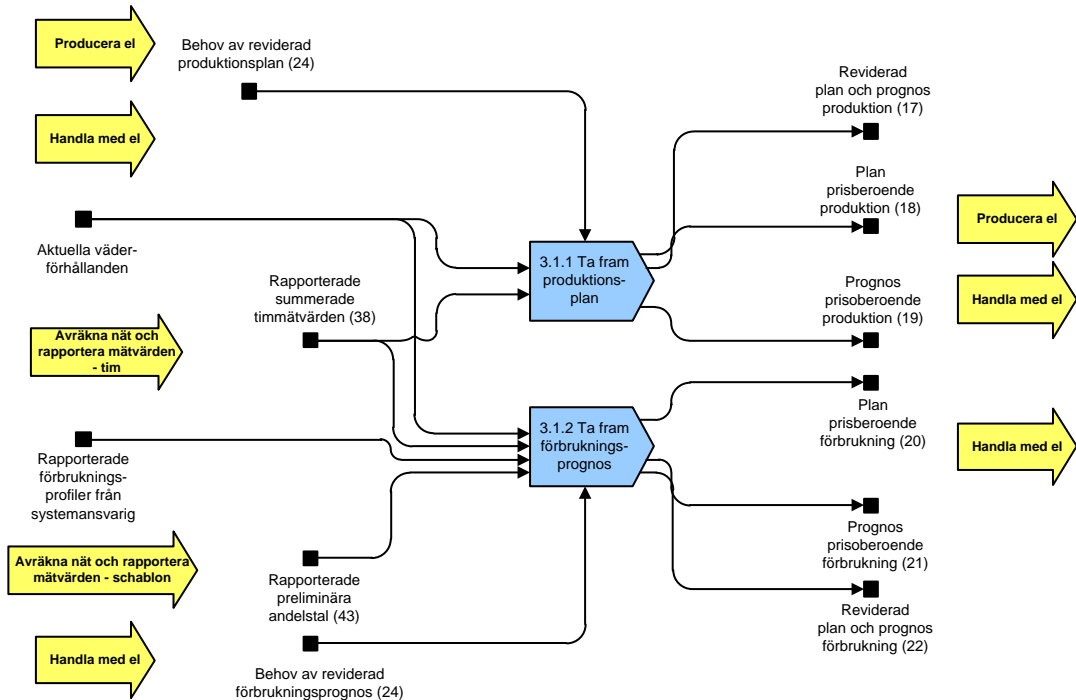 Producera el
Behov av reviderad
produktionsplan (24)
Handla med el
Aktuella väder-
förhållanden
Rapporterade
summerade
timmätvärden (38)
Avräkna nät och
rapportera mätvärden
- tim
Rapporterade
förbruknings-
profiler från
systemansvarig
Avräkna nät och rapportera
mätvärden - schablon
Rapporterade
preliminära
andelstal (43)
Handla med el
Behov av reviderad
förbrukningsprognos (24)
3.1.1 Ta fram
produktions-
plan
3.1.2 Ta fram
förbruknings-
prognos
Reviderad
plan och prognos
produktion (17)
Plan
prisberoende
produktion (18)
Prognos
prisoberoende
produktion (19)
Plan
prisberoende
förbrukning (20)
Prognos
prisoberoende
förbrukning (21)
Reviderad
plan och prognos
förbrukning (22)
Producera el
Handla med el
Handla med el